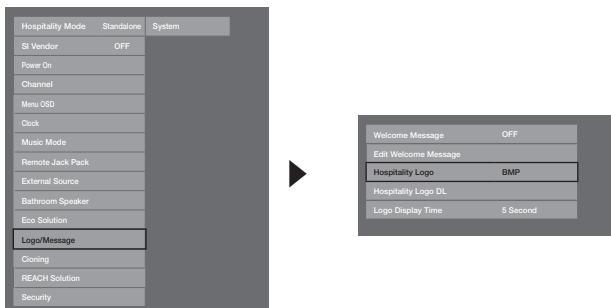 Hospitality Mode Standalone System
SI Vendor OFF
Power On
Channel
Menu OSD
Clock
Music Mode
Remote Jack Pack
External Source
Bathroom Speaker
Eco Solution
Logo/Message
Cloning
REACH Solution
Security
Welcome Message OFF
Edit Welcome Message
Hospitality Logo BMP
Hospitality Logo DL
Logo Display Time 5 Second